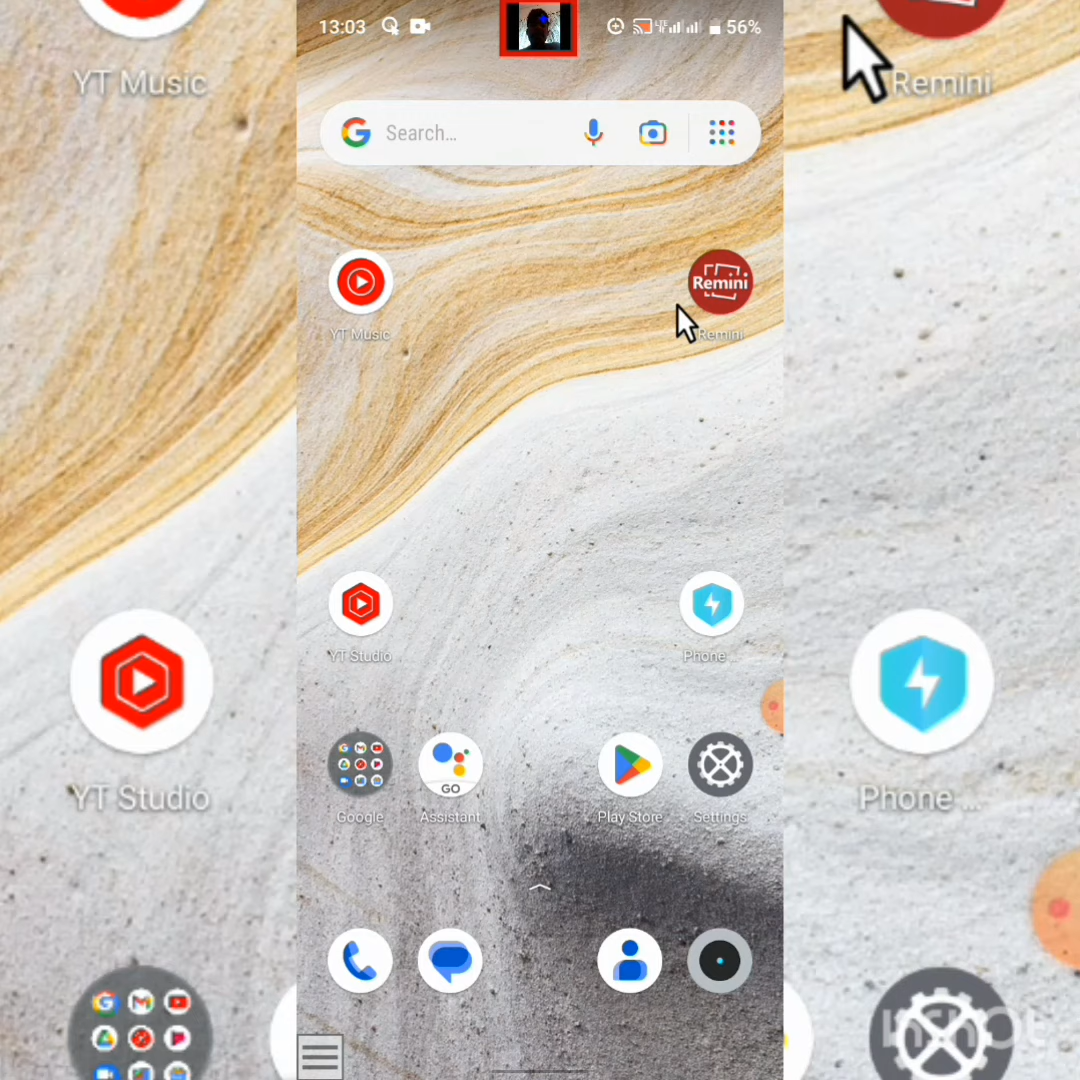 YT Music
13:03
56%
Remini
Search…
Remini
YT Music
Remini
YT Studio
Phone ...
YT Studio
Phone ...
GO
Google
Assistant
Play Store
Settings
InShOt